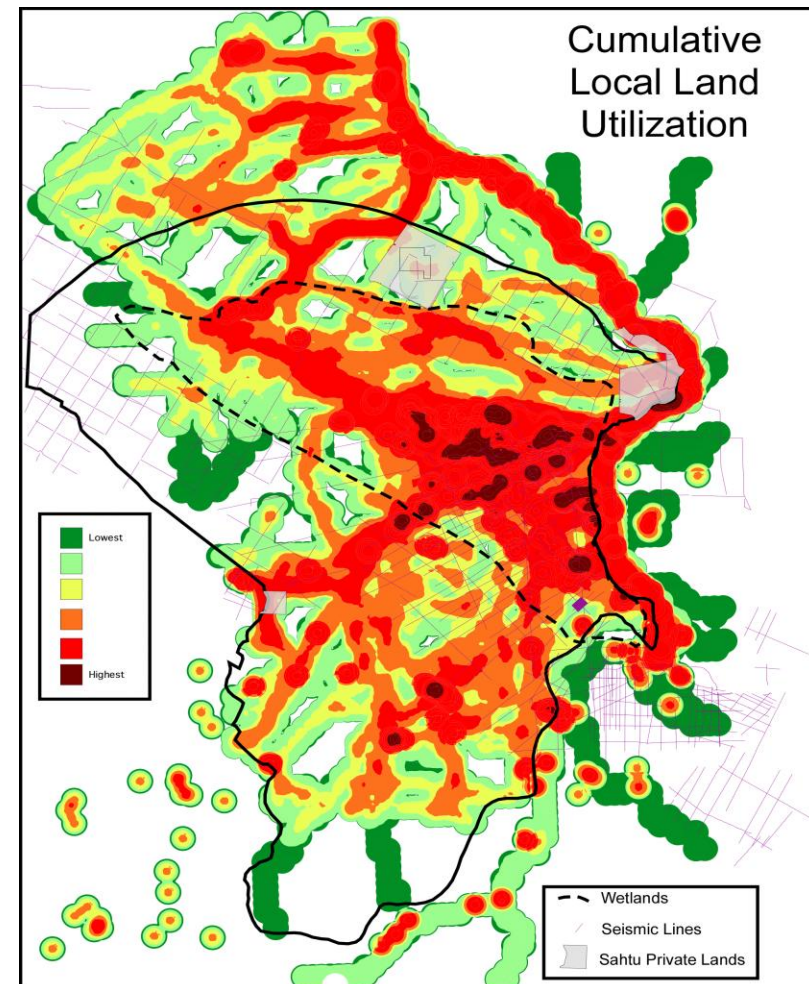 Cumulative
Local Land
Utilization
Lowest
Highest
Wetlands
Seismic Lines
Sahtu Private Lands